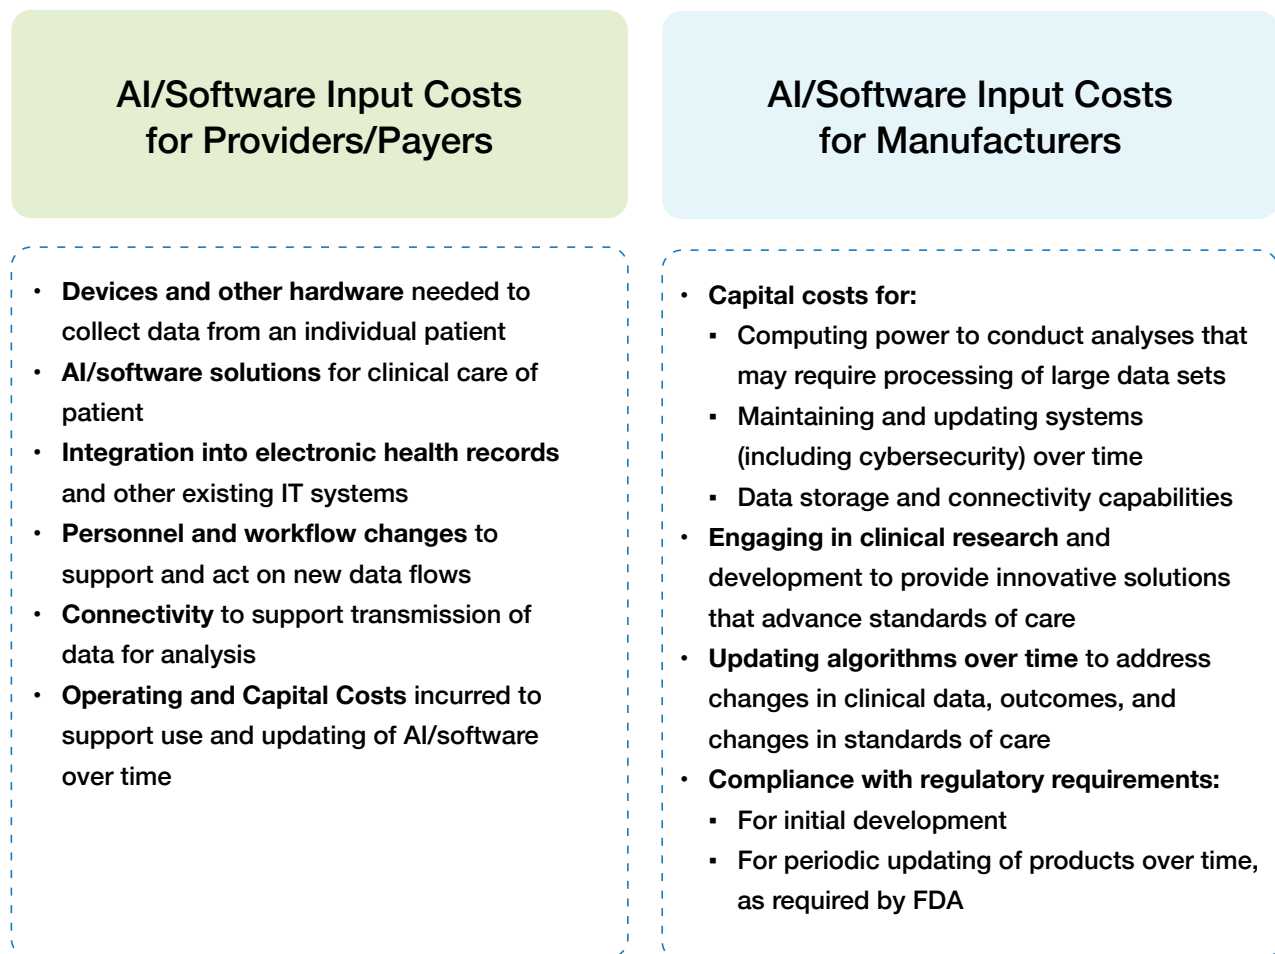 AI/Software Input Costs
for Providers/Payers
• Devices and other hardware needed to
collect data from an individual patient
• AI/software solutions for clinical care of
patient
• Integration into electronic health records
and other existing IT systems
• Personnel and workflow changes to
support and act on new data flows
• Connectivity to support transmission of
data for analysis
• Operating and Capital Costs incurred to
support use and updating of AI/software
over time
AI/Software Input Costs
for Manufacturers
• Capital costs for:
▪ Computing power to conduct analyses that
may require processing of large data sets
▪ Maintaining and updating systems
(including cybersecurity) over time
▪ Data storage and connectivity capabilities
• Engaging in clinical research and
development to provide innovative solutions
that advance standards of care
• Updating algorithms over time to address
changes in clinical data, outcomes, and
changes in standards of care
• Compliance with regulatory requirements:
▪ For initial development
▪ For periodic updating of products over time,
as required by FDA